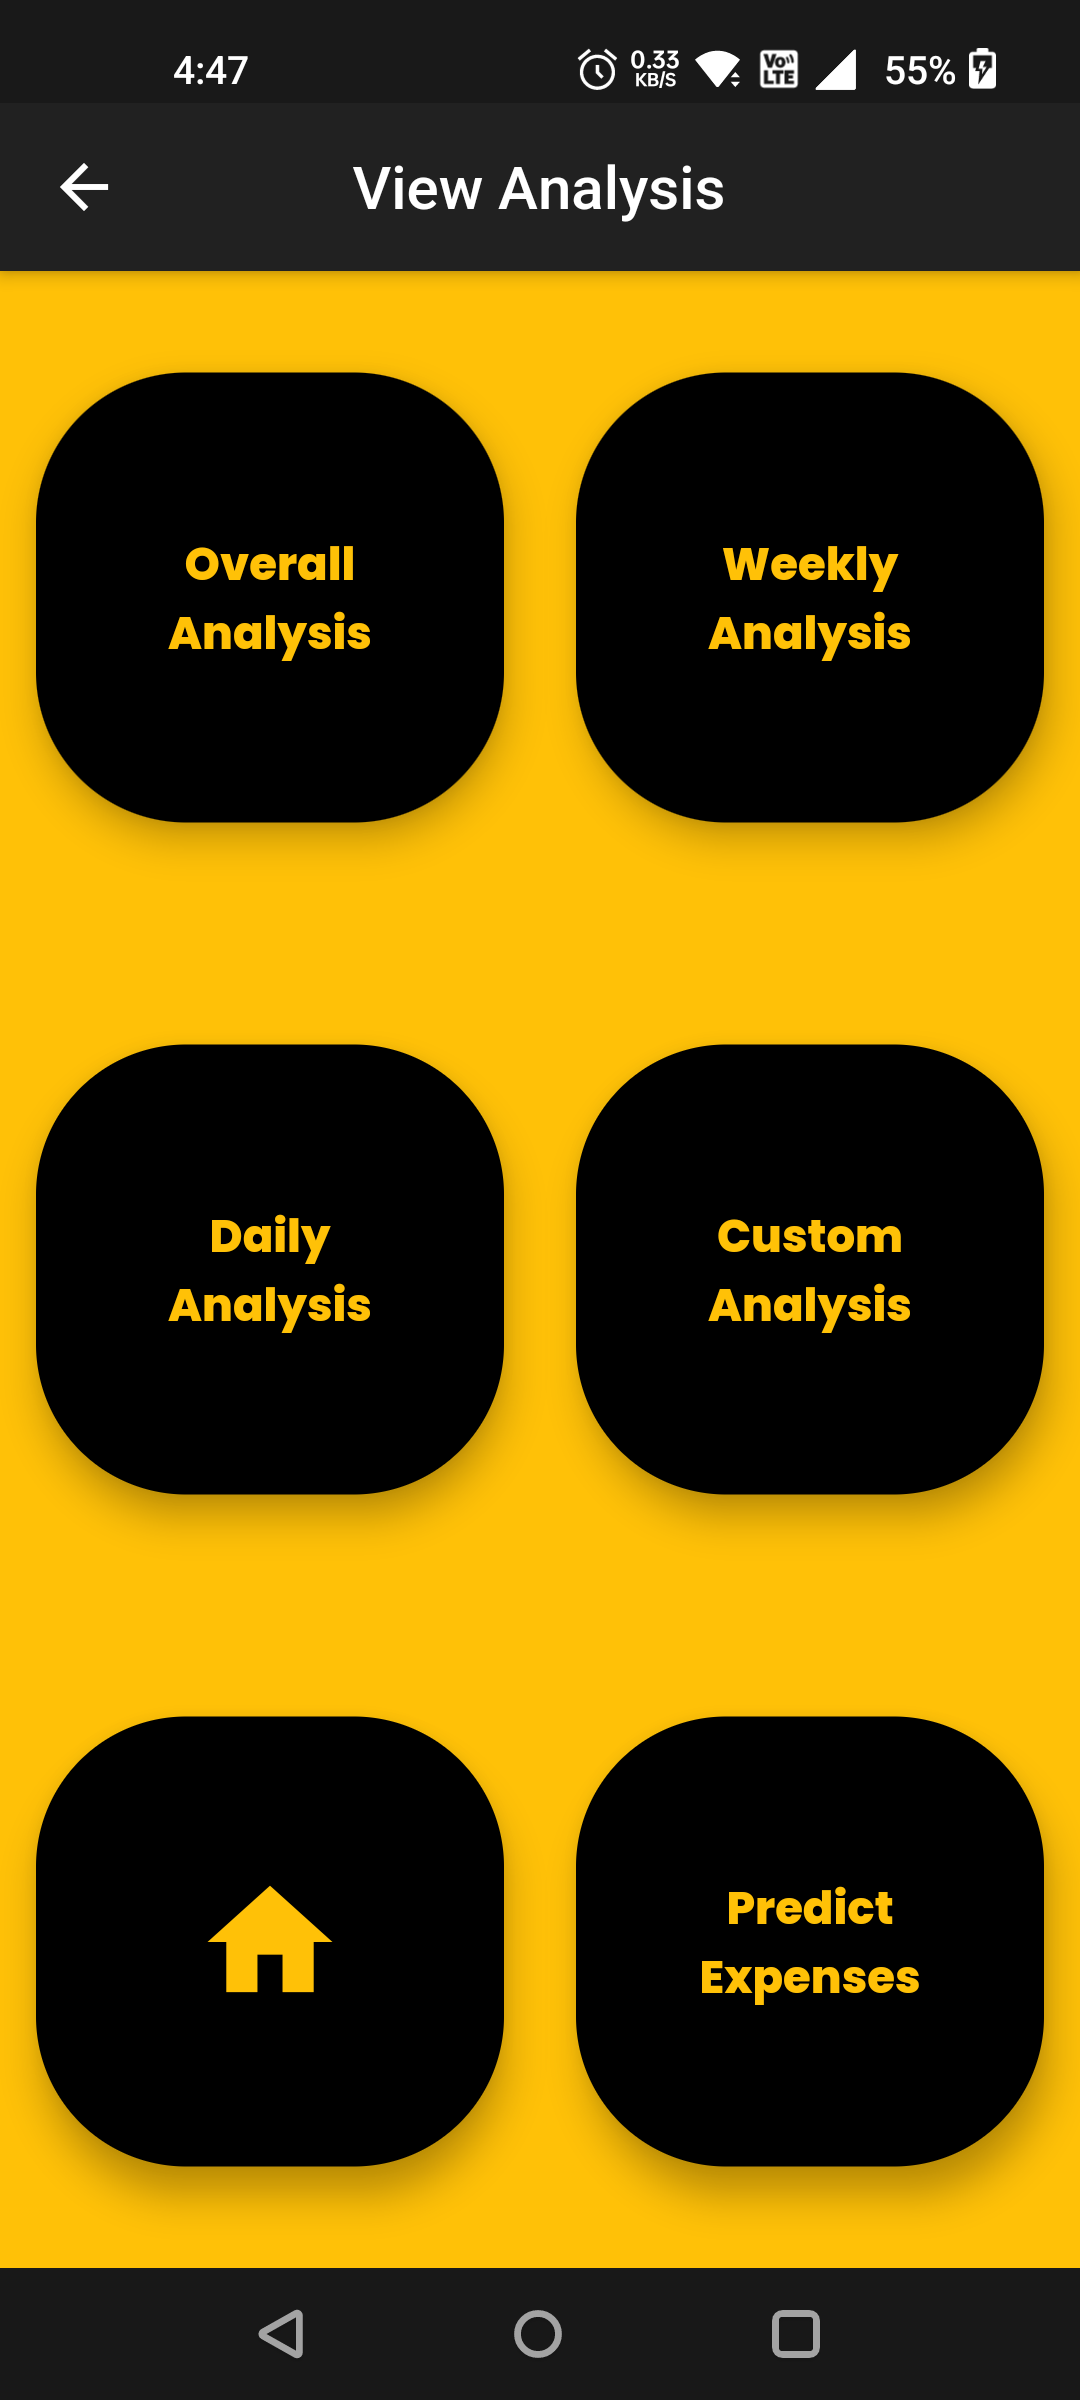 4:47
0.33
KB/S
Vo
LTE
55%
View Analysis
Overall
Analysis
Weekly
Analysis
Daily
Analysis
Custom
Analysis
Predict
Expenses